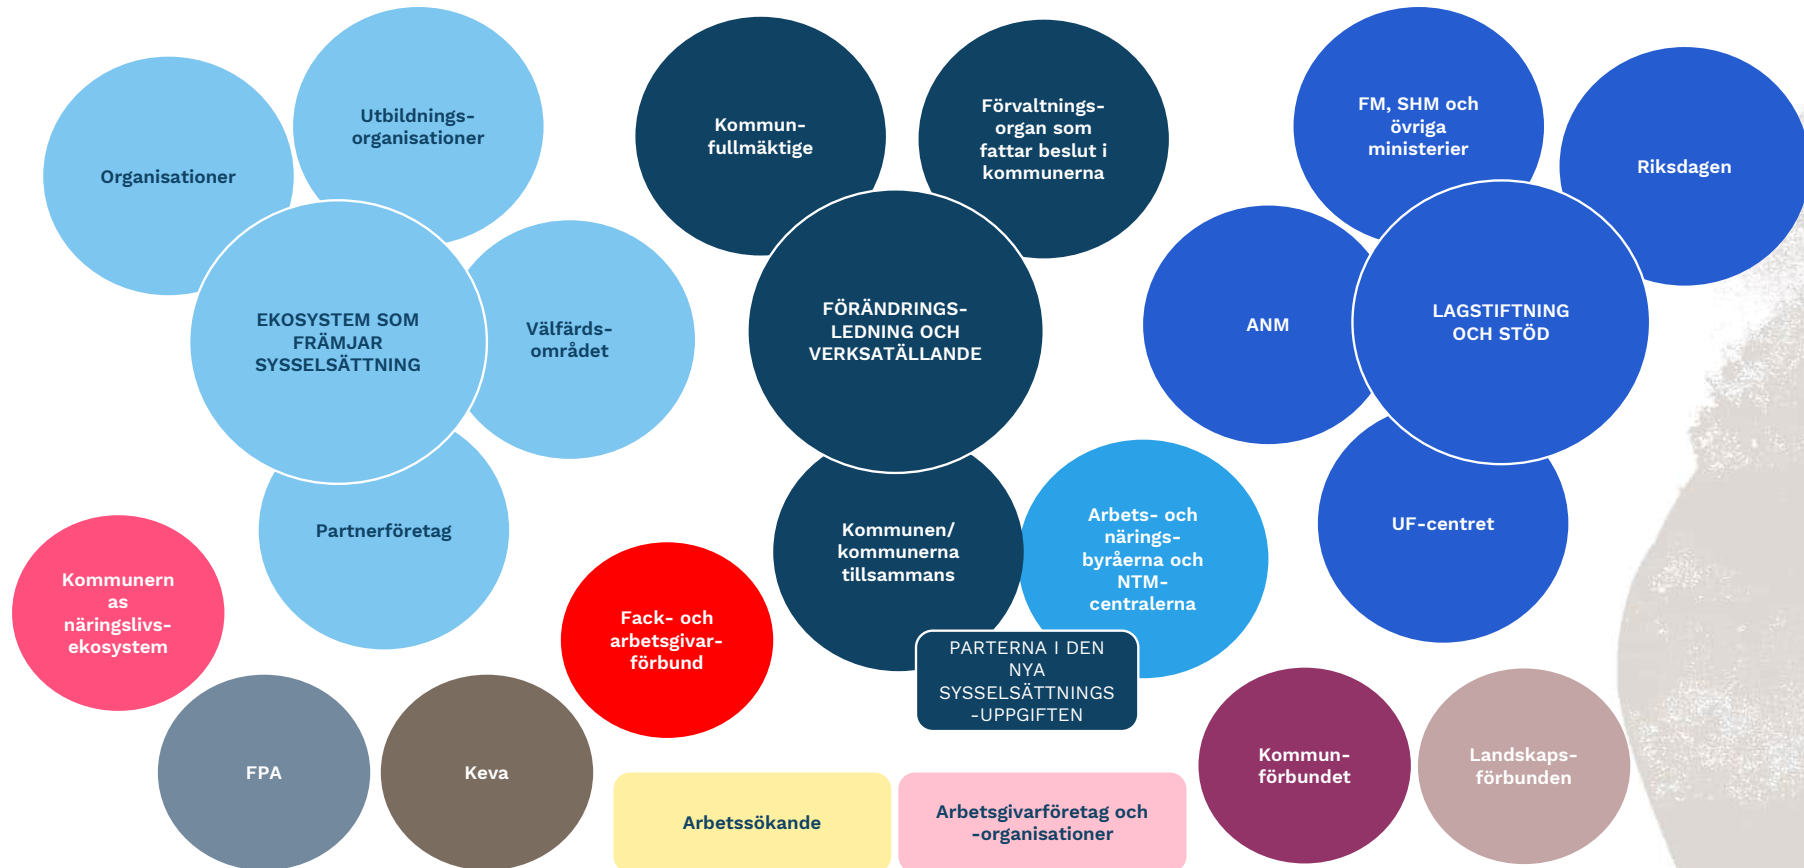 Organisationer
Utbildnings-
organisationer
EKOSYSTEM SOM
FRÄMJAR
SYSSELSÄTTNING
Välfärds-
området
Partnerföretag
Kommun-
fullmäktige
Förvaltnings-
organ som
fattar beslut i
kommunerna
FÖRÄNDRINGS-
LEDNING OCH
VERKSATÄLLANDE
Kommunen/
kommunerna
tillsammans
Arbets- och
närings-
byråerna och
NTM-
centralerna
PARTERNA I DEN
NYA
SYSSELSÄTTNINGS
-UPPGIFTEN
FM, SHM och
övriga
ministerier
Riksdagen
ANM
LAGSTIFTNING
OCH STÖD
UF-centret
Kommunern
as
näringslivs-
ekosystem
Fack- och
arbetsgivar-
förbund
FPA
Keva
Arbetssökande
Arbetsgivarföretag och
-organisationer
Kommun-
förbundet
Landskaps-
förbunden